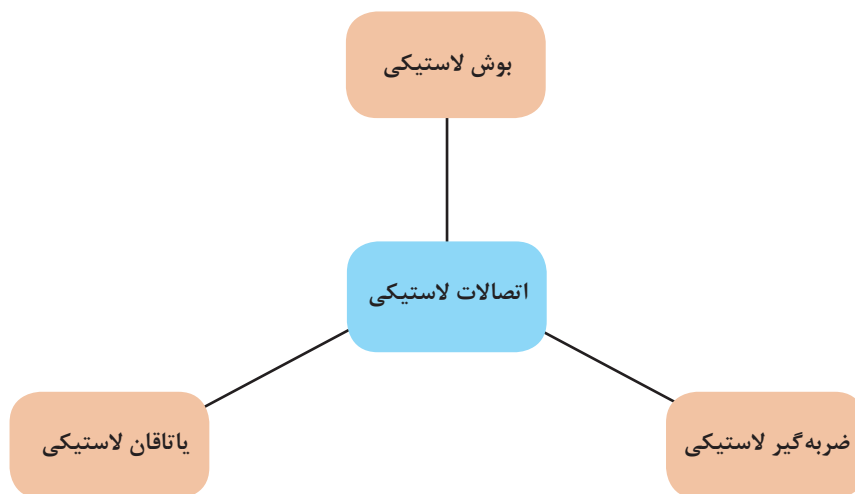 بوش لاستیکی
اتصالات لاستیکی
ضربه‌گیر لاستیکی
یاتاقان لاستیکی